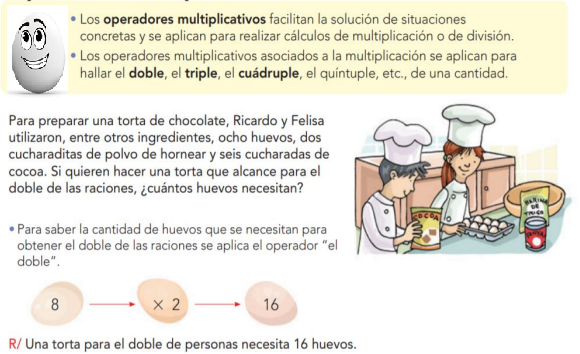 • Los operadores multiplicativos facilitan la solución de situaciones
concretas y se aplican para realizar cálculos de multiplicación o de división.
• Los operadores multiplicativos asociados a la multiplicación se aplican para
hallar el doble, el triple, el cuádruple, el quíntuple, etc., de una cantidad.
Para preparar una torta de chocolate, Ricardo y Felisa
utilizaron, entre otros ingredientes, ocho huevos, dos
cucharaditas de polvo de hornear y seis cucharadas de
cocoa. Si quieren hacer una torta que alcance para el
doble de las raciones, ¿cuántos huevos necesitan?
COCOA
HARINA
DE
TRIGO
• Para saber la cantidad de huevos que se necesitan para
obtener el doble de las raciones se aplica el operador “el
doble”.
8 × 2 16
R/ Una torta para el doble de personas necesita 16 huevos.